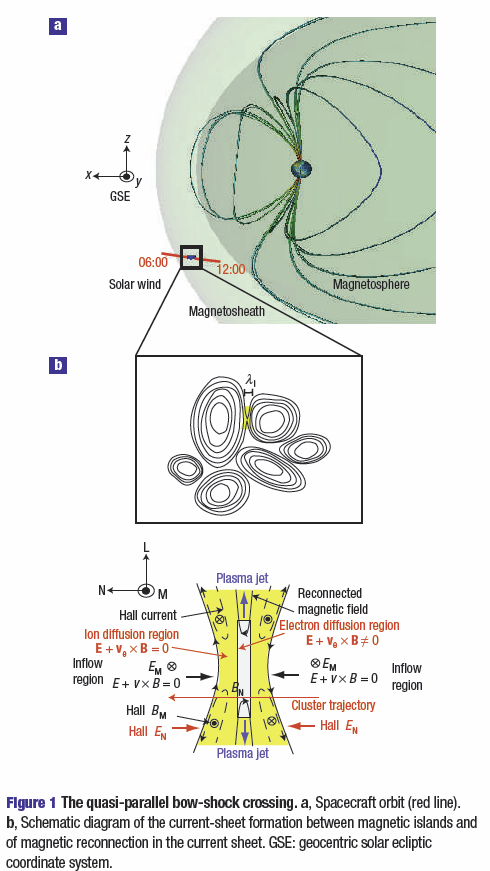 a
z
x
y
GSE
06:00
12:00
Solar wind
Magnetosheath
Magnetosphere
b
λI
L
N
M
Plasma jet
Hall current
Reconnected
magnetic field
Ion diffusion region
E + ve × B = 0
Electron diffusion region
E + ve × B ≠ 0
Inflow
region
EM ⊗
E + v × B = 0
⊗ EM
E + v × B = 0
Inflow
region
BN
Cluster trajectory
Hall BM
Hall EN
Hall EN
Plasma jet
Figure 1 The quasi-parallel bow-shock crossing. a, Spacecraft orbit (red line).
b, Schematic diagram of the current-sheet formation between magnetic islands and
of magnetic reconnection in the current sheet. GSE: geocentric solar ecliptic
coordinate system.